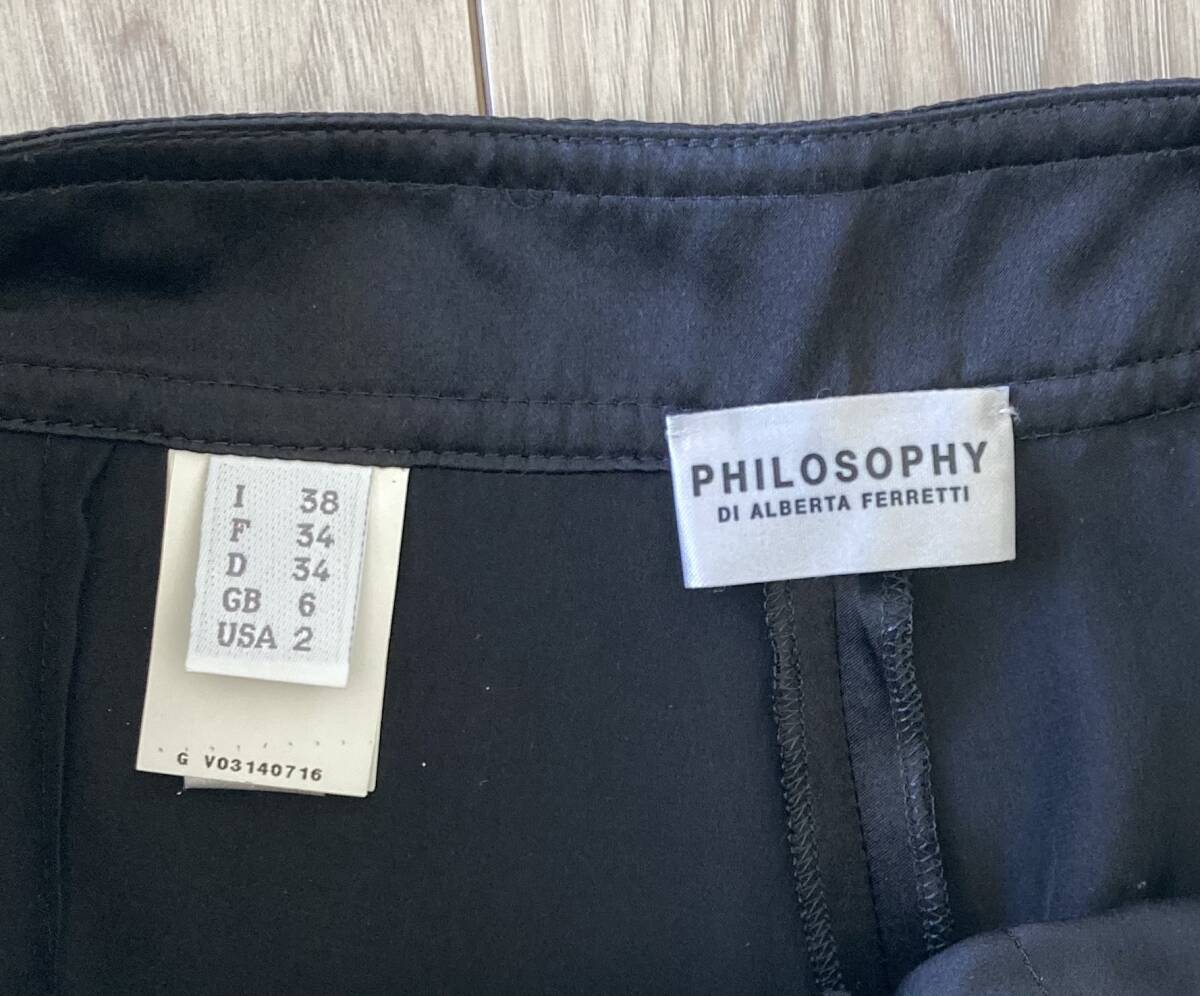 I 38
F 34
D 34
GB 6
USA 2
G V03140716
PHILOSOPHY
DI ALBERTA FERRETTI